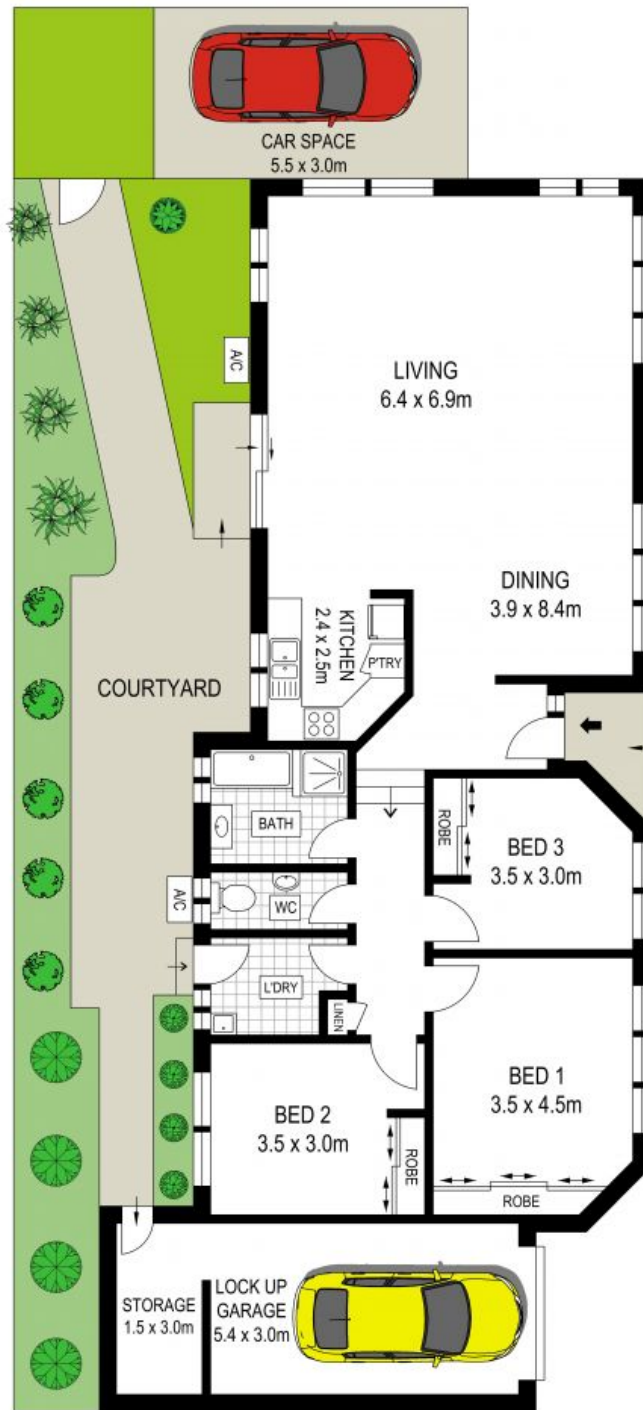 CAR SPACE
5.5 x 3.0m
A/C
LIVING
6.4 x 6.9m
DINING
3.9 x 8.4m
KITCHEN
2.4 x 2.5m
P'TRY
COURTYARD
BATH
ROBE
BED 3
3.5 x 3.0m
A/C
WC
L'DRY
LINEN
BED 1
3.5 x 4.5m
BED 2
3.5 x 3.0m
ROBE
ROBE
STORAGE
1.5 x 3.0m
LOCK UP
GARAGE
5.4 x 3.0m